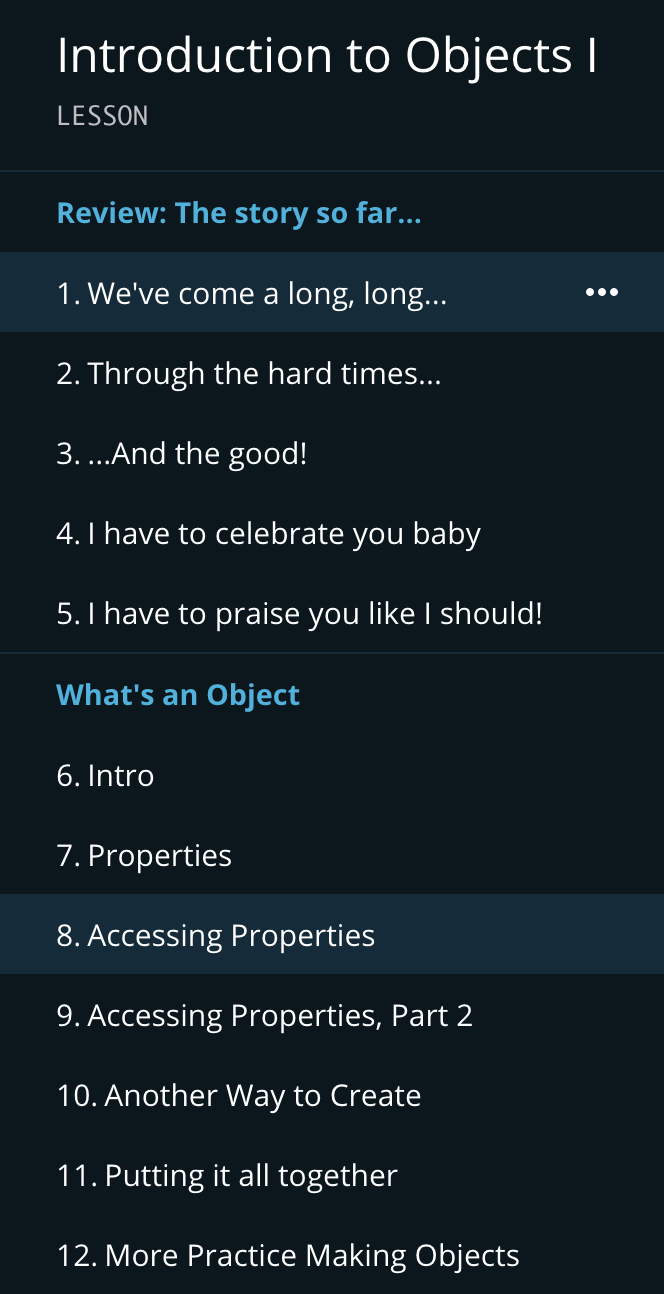 Introduction to Objects I
LESSON
Review: The story so far...
1. We've come a long, long...
2. Through the hard times...
3. ...And the good!
4. I have to celebrate you baby
5. I have to praise you like I should!
What's an Object
6. Intro
7. Properties
8. Accessing Properties
9. Accessing Properties, Part 2
10. Another Way to Create
11. Putting it all together
12. More Practice Making Objects